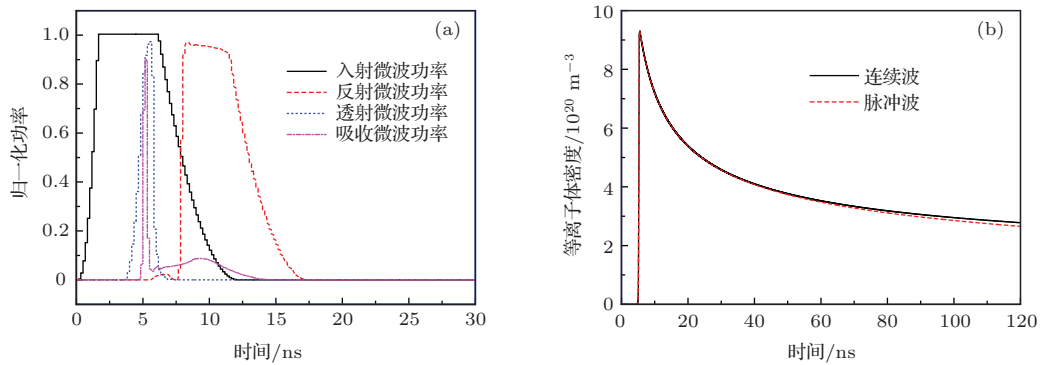 (a)
1.0
0.8
0.6
0.4
0.2
0
归一化功率
入射微波功率
反射微波功率
透射微波功率
吸收微波功率
0 5 10 15 20 25 30
时间/ns
(b)
10
8
6
4
2
0
等离子体密度/10²⁰ m⁻³
连续波
脉冲波
0 20 40 60 80 100 120
时间/ns